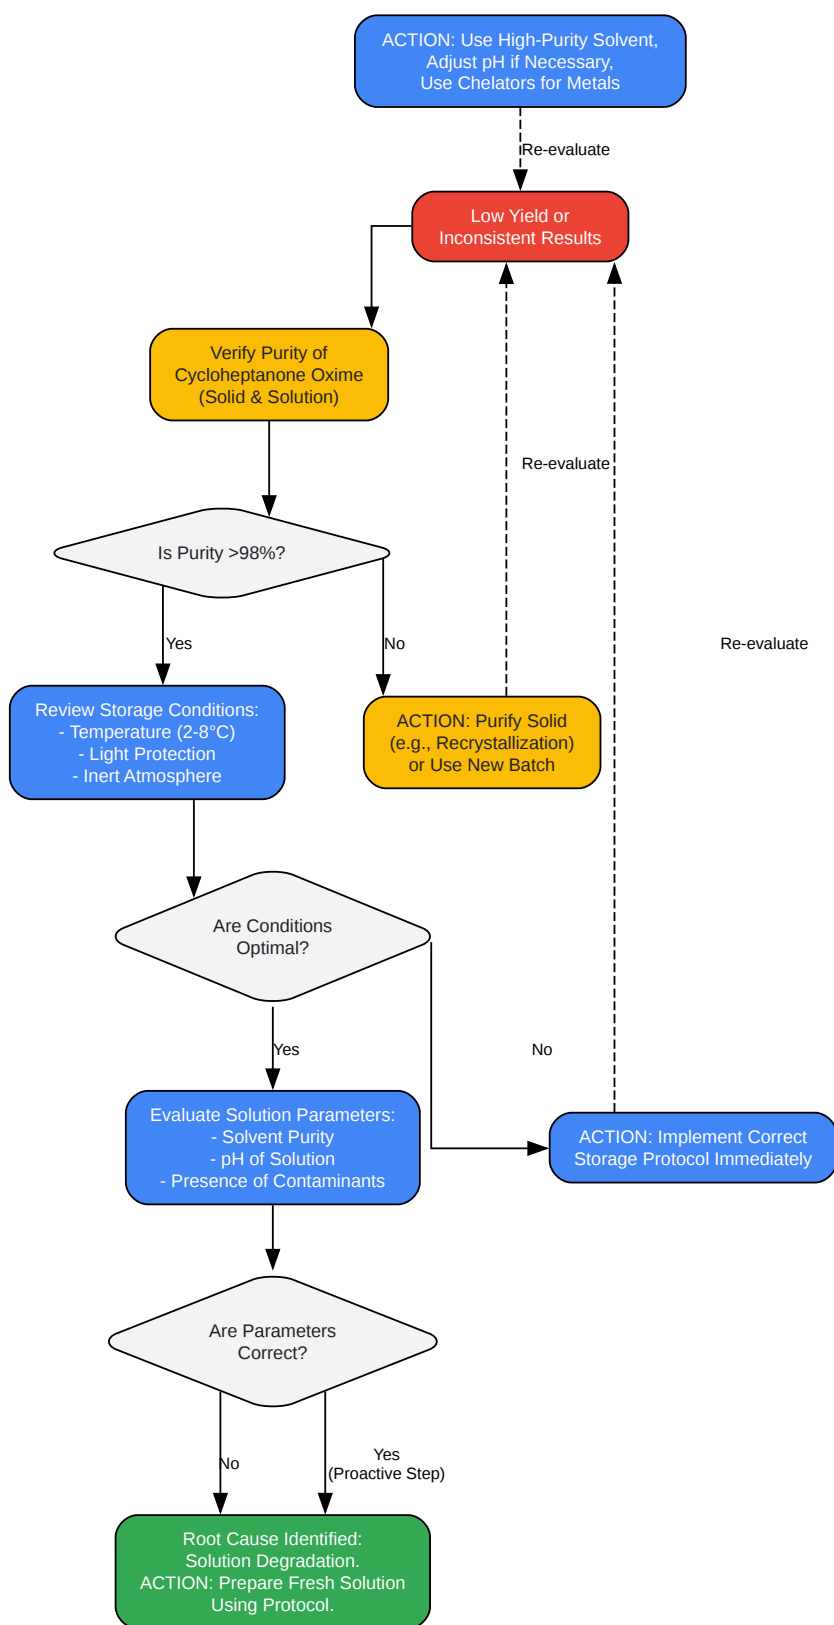 ACTION: Use High-Purity Solvent,
Adjust pH if Necessary,
Use Chelators for Metals
Re-evaluate
Low Yield or
Inconsistent Results
Verify Purity of
Cycloheptanone Oxime
(Solid & Solution)
Re-evaluate
Is Purity >98%?
Yes
No
Re-evaluate
Review Storage Conditions:
- Temperature (2-8°C)
- Light Protection
- Inert Atmosphere
ACTION: Purify Solid
(e.g., Recrystallization)
or Use New Batch
Are Conditions
Optimal?
Yes
No
Evaluate Solution Parameters:
- Solvent Purity
- pH of Solution
- Presence of Contaminants
ACTION: Implement Correct
Storage Protocol Immediately
Are Parameters
Correct?
No
Yes
(Proactive Step)
Root Cause Identified:
Solution Degradation.
ACTION: Prepare Fresh Solution
Using Protocol.